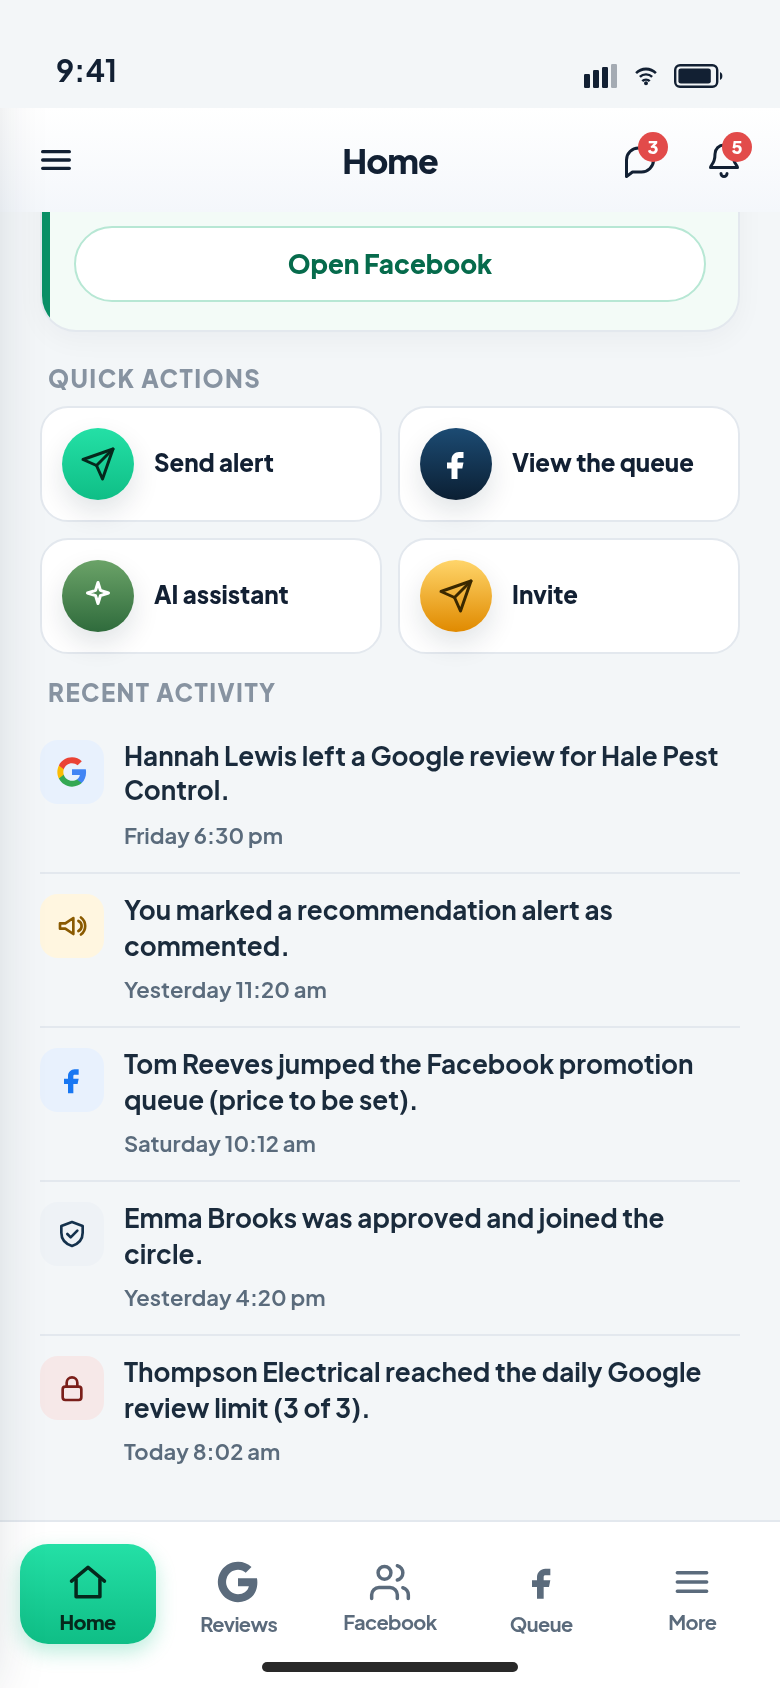 9:41
Home
3
5
Open Facebook
QUICK ACTIONS
Send alert
View the queue
AI assistant
Invite
RECENT ACTIVITY
Hannah Lewis left a Google review for Hale Pest
Control.
Friday 6:30 pm
You marked a recommendation alert as
commented.
Yesterday 11:20 am
Tom Reeves jumped the Facebook promotion
queue (price to be set).
Saturday 10:12 am
Emma Brooks was approved and joined the
circle.
Yesterday 4:20 pm
Thompson Electrical reached the daily Google
review limit (3 of 3).
Today 8:02 am
Home
Reviews
Facebook
Queue
More